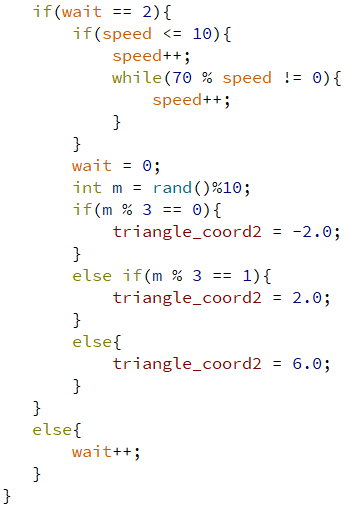 if(wait == 2){
if(speed <= 10){
speed++;
while(70 % speed != 0){
speed++;
}
}
wait = 0;
int m = rand()%10;
if(m % 3 == 0){
triangle_coord2 = -2.0;
}
else if(m % 3 == 1){
triangle_coord2 = 2.0;
}
else{
triangle_coord2 = 6.0;
}
}
else{
wait++;
}
}